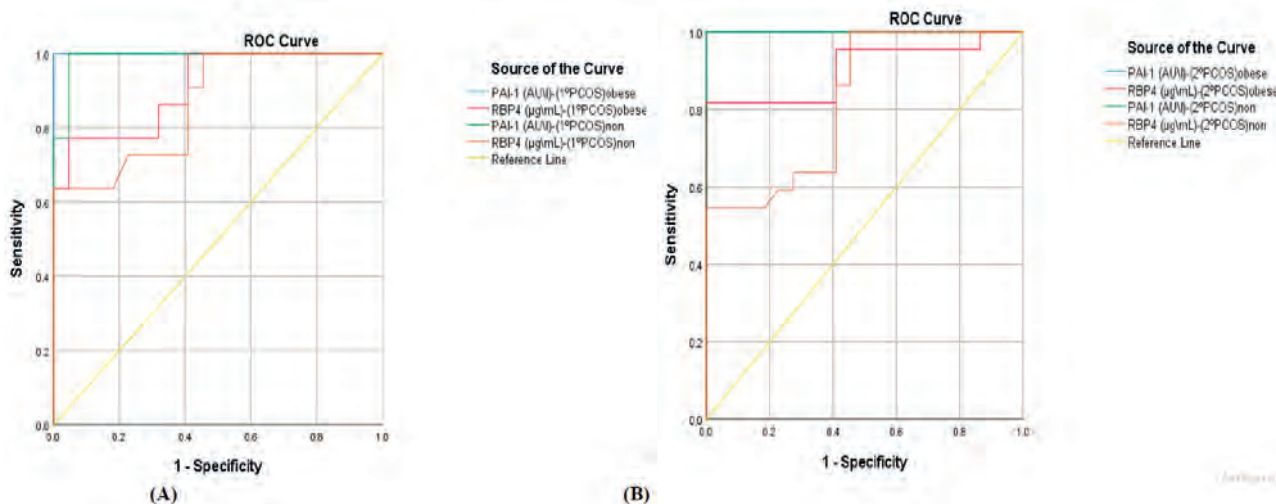 ROC Curve
1.0
0.8
0.6
0.4
0.2
0.0
0.0 0.2 0.4 0.6 0.8 1.0
Sensitivity
1 - Specificity
Source of the Curve
PAI-1 (AU\l)-(1ºPCOS)obese
RBP4 (µg\mL)-(1ºPCOS)obese
PAI-1 (AU\l)-(1ºPCOS)non
RBP4 (µg\mL)-(1ºPCOS)non
Reference Line
(A)
ROC Curve
1.0
0.8
0.6
0.4
0.2
0.0
0.0 0.2 0.4 0.6 0.8 1.0
Sensitivity
1 - Specificity
Source of the Curve
PAI-1 (AU\l)-(2ºPCOS)obese
RBP4 (µg\mL)-(2ºPCOS)obese
PAI-1 (AU\l)-(2ºPCOS)non
RBP4 (µg\mL)-(2ºPCOS)non
Reference Line
(B)